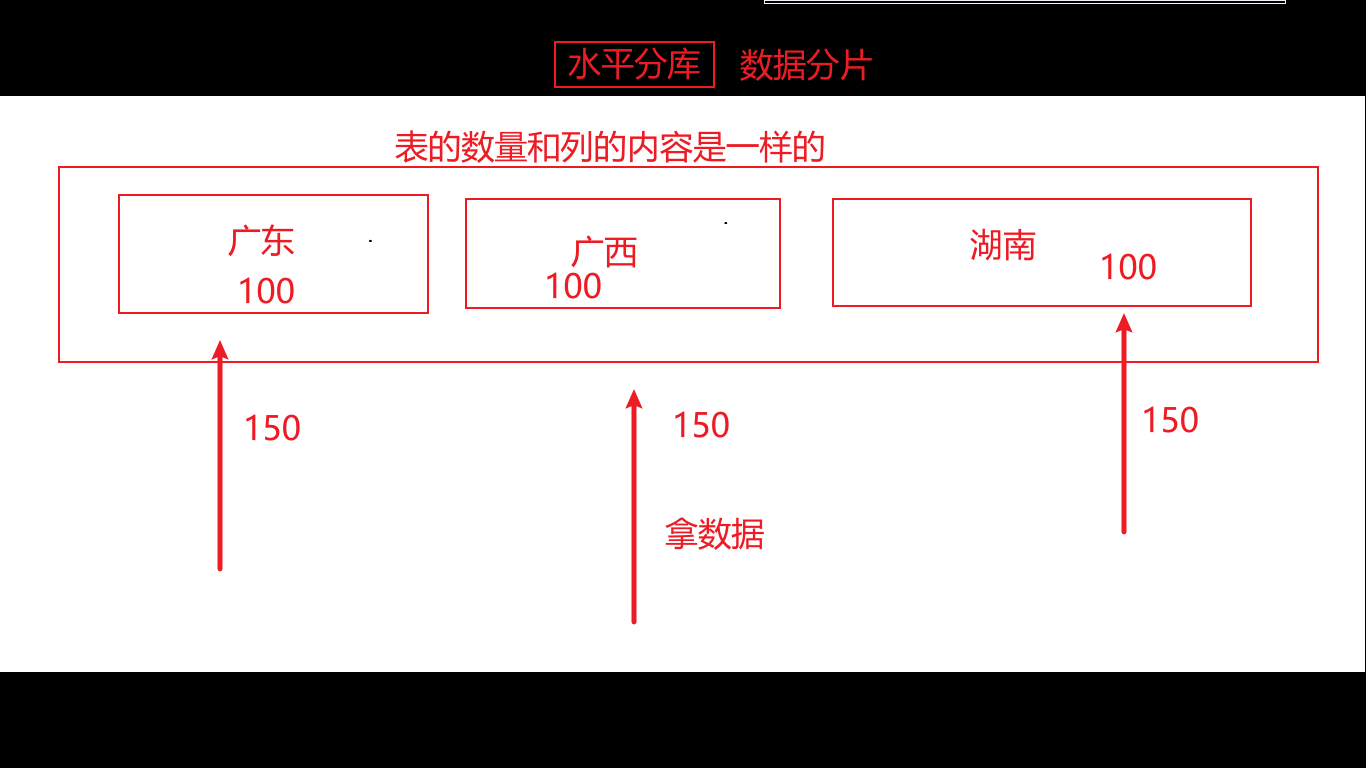 水平分库 数据分片
表的数量和列的内容是一样的
广东 广西 湖南
100 100 100
150 150 150
拿数据